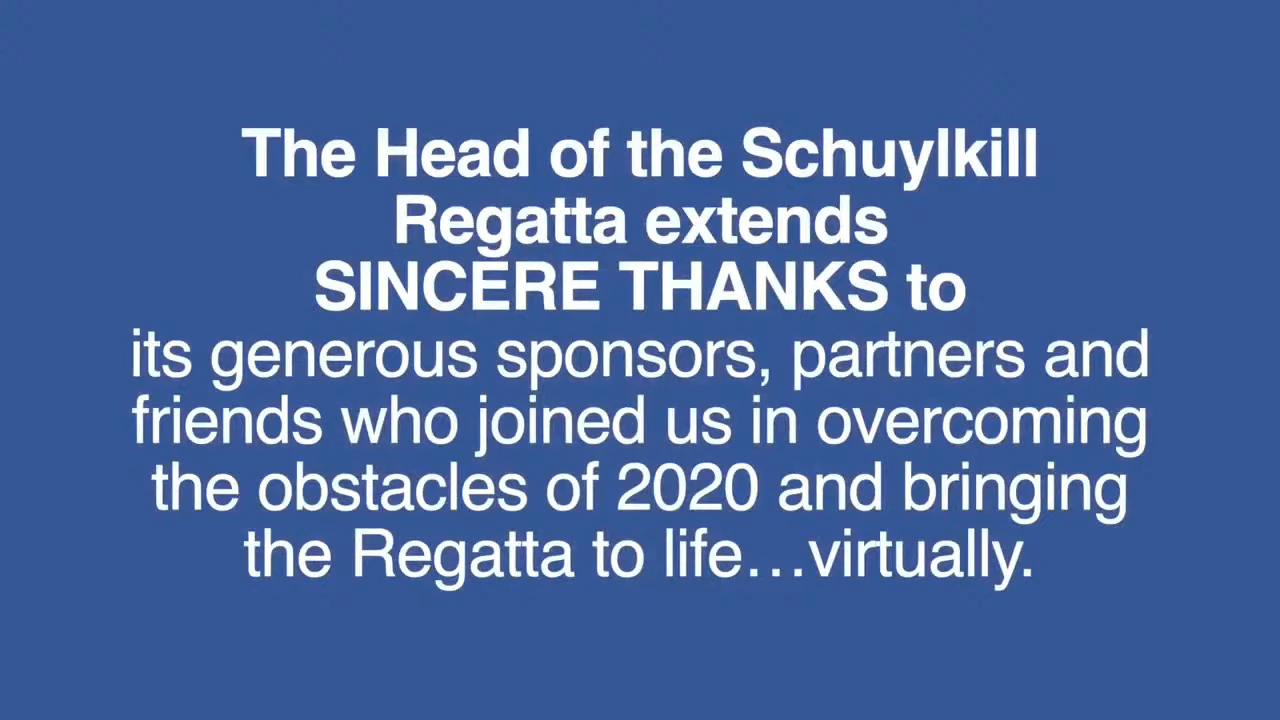 The Head of the Schuylkill
Regatta extends
SINCERE THANKS to
its generous sponsors, partners and
friends who joined us in overcoming
the obstacles of 2020 and bringing
the Regatta to life…virtually.